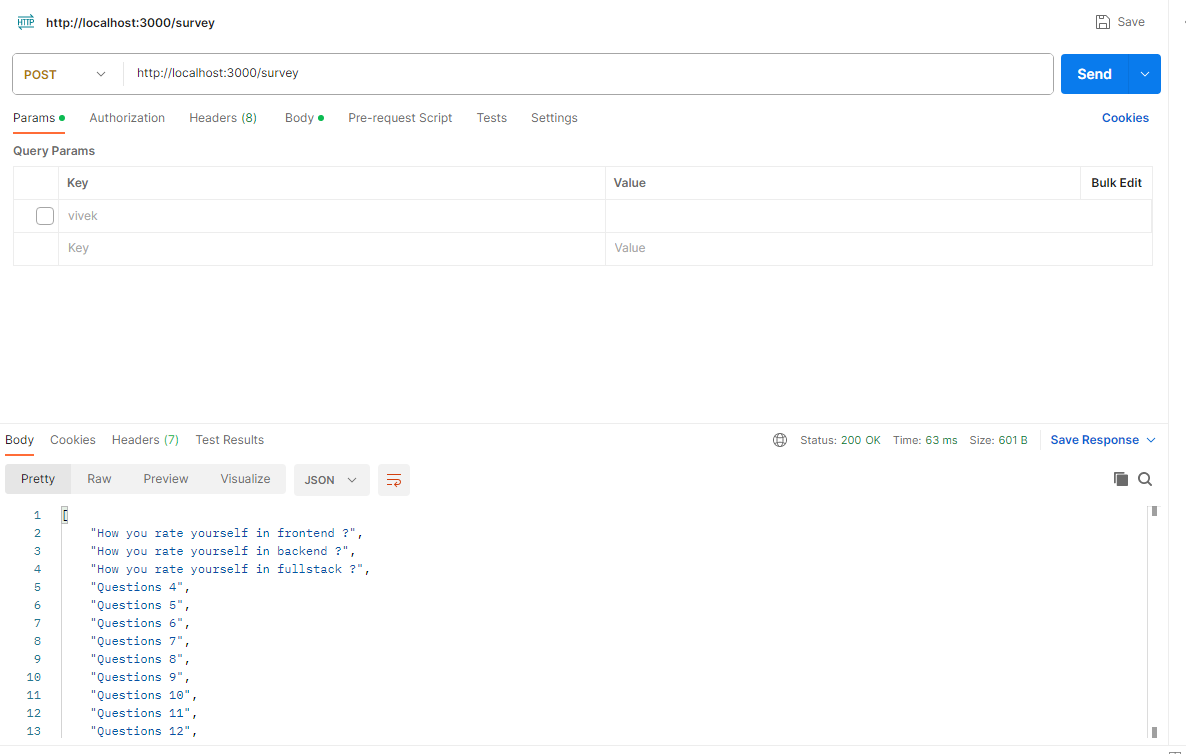 HTTP http://localhost:3000/survey Save
POST http://localhost:3000/survey Send
Params Authorization Headers (8) Body Pre-request Script Tests Settings Cookies
Query Params
Key Value Bulk Edit
vivek
Key Value
Body Cookies Headers (7) Test Results Status: 200 OK Time: 63 ms Size: 601 B Save Response
Pretty Raw Preview Visualize JSON
1 [
2 "How you rate yourself in frontend ?",
3 "How you rate yourself in backend ?",
4 "How you rate yourself in fullstack ?",
5 "Questions 4",
6 "Questions 5",
7 "Questions 6",
8 "Questions 7",
9 "Questions 8",
10 "Questions 9",
11 "Questions 10",
12 "Questions 11",
13 "Questions 12",